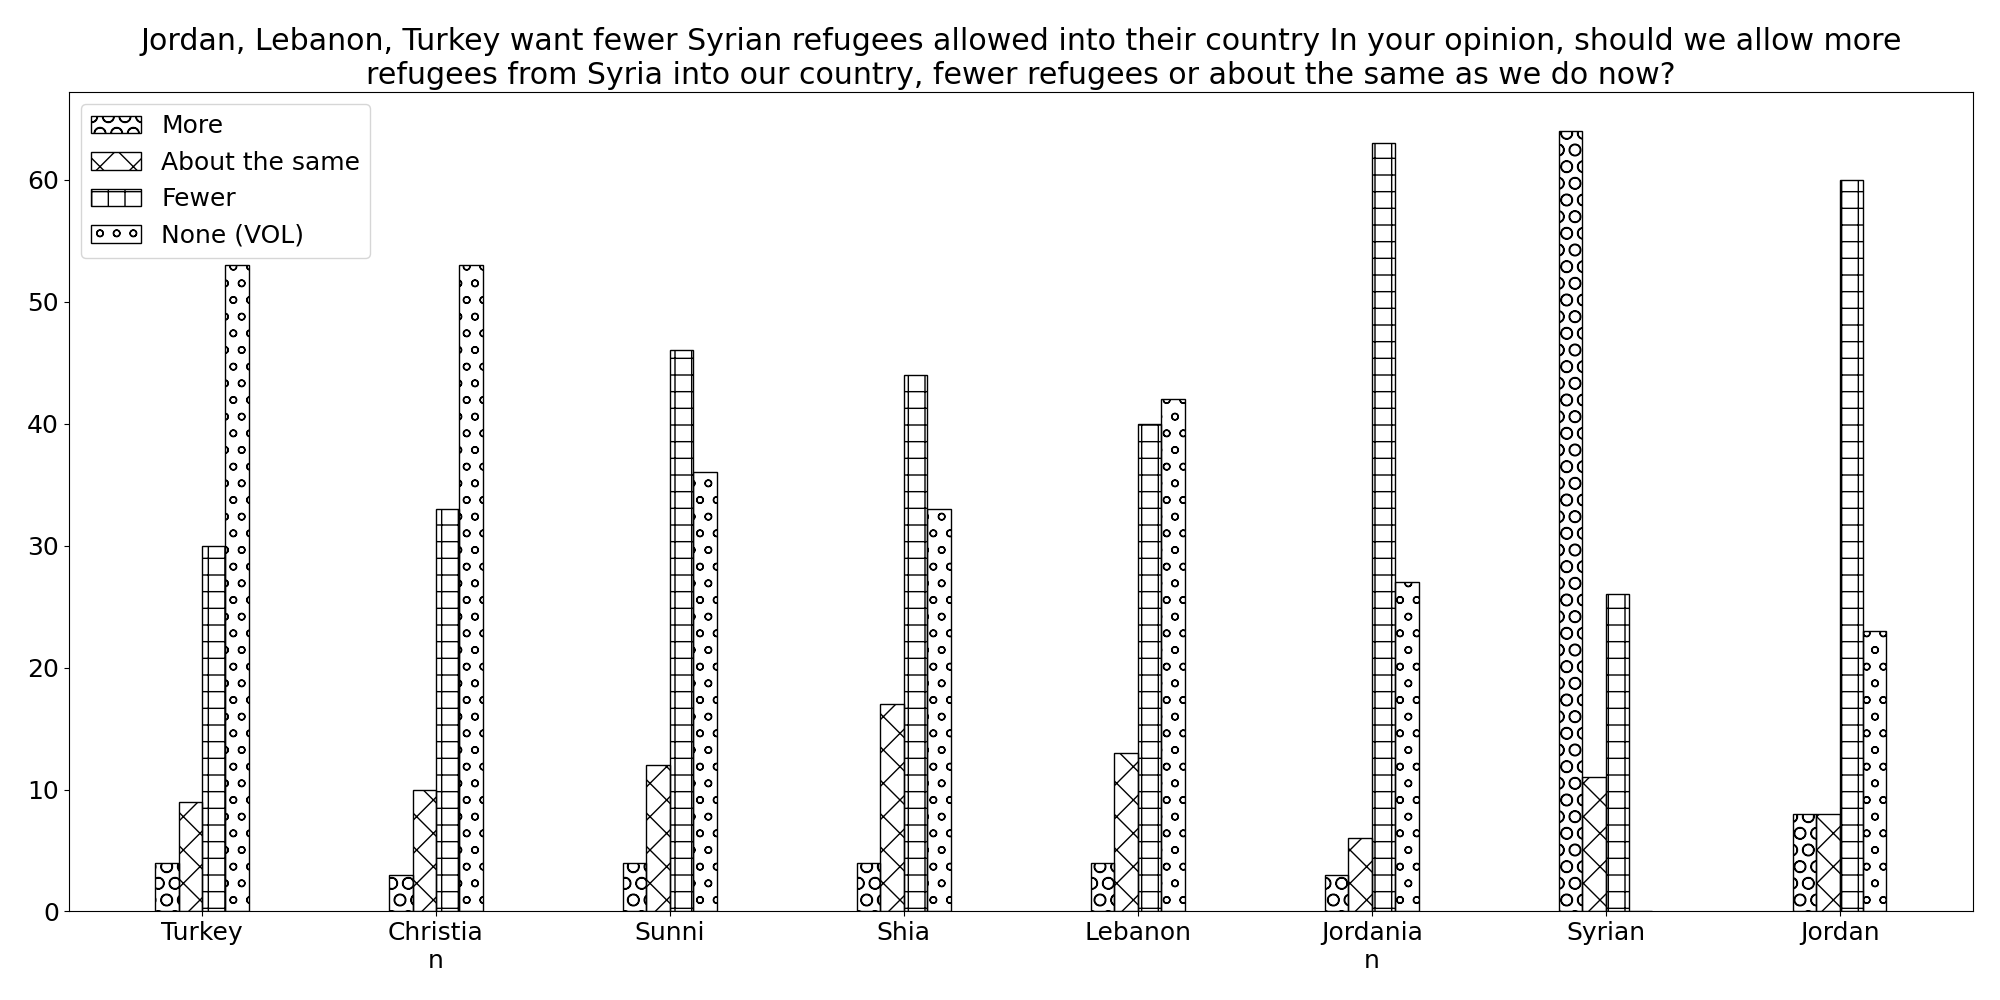 Jordan, Lebanon, Turkey want fewer Syrian refugees allowed into their country In your opinion, should we allow more
refugees from Syria into our country, fewer refugees or about the same as we do now?
More
About the same
Fewer
None (VOL)
60
50
40
30
20
10
0
Turkey
Christia
n
Sunni
Shia
Lebanon
Jordania
n
Syrian
Jordan